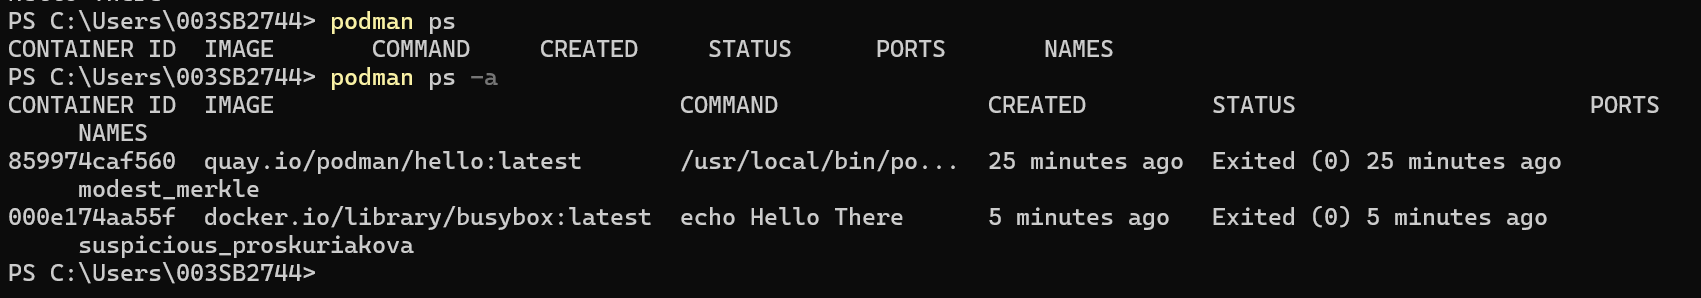 PS C:\Users\003SB2744> podman ps
CONTAINER ID  IMAGE       COMMAND     CREATED     STATUS      PORTS       NAMES
PS C:\Users\003SB2744> podman ps -a
CONTAINER ID  IMAGE                             COMMAND               CREATED         STATUS                     PORTS
     NAMES
859974caf560  quay.io/podman/hello:latest       /usr/local/bin/po...  25 minutes ago  Exited (0) 25 minutes ago
     modest_merkle
000e174aa55f  docker.io/library/busybox:latest  echo Hello There      5 minutes ago   Exited (0) 5 minutes ago
     suspicious_proskuriakova
PS C:\Users\003SB2744>